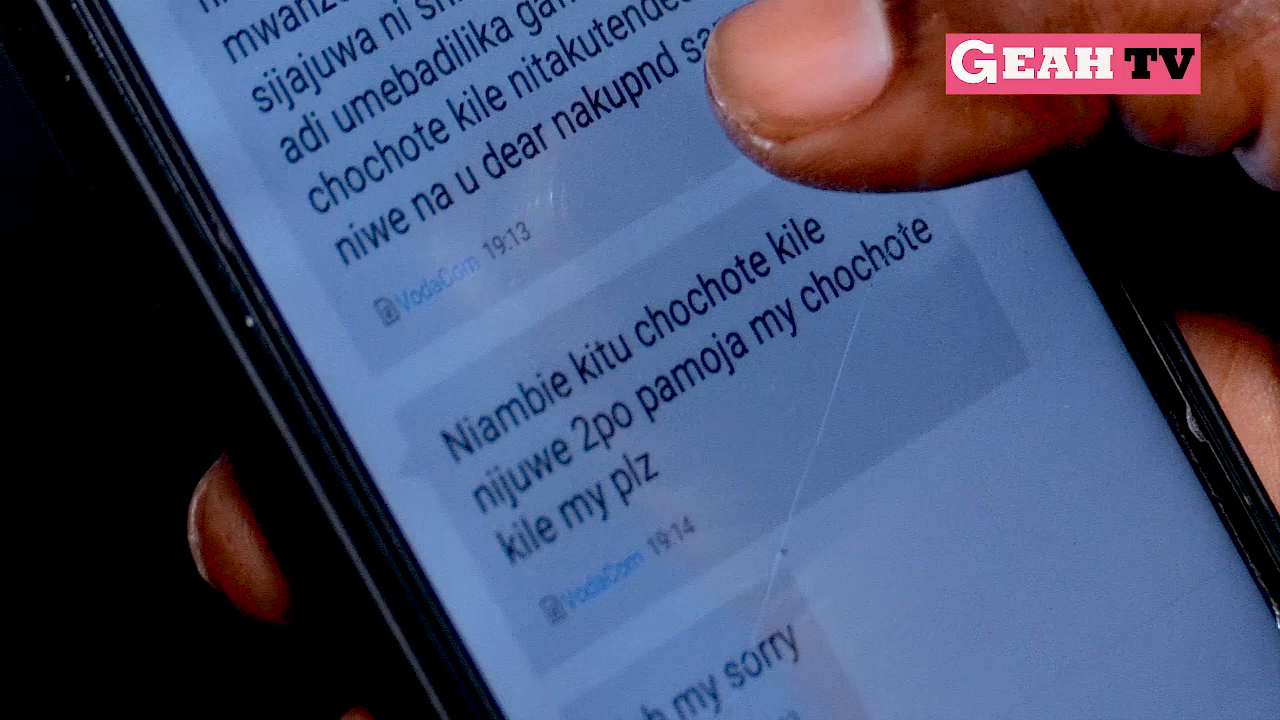 GEAH TV
mwanzo
sijajuwa ni
adi umebadilika
chochote kile nitakutendea
niwe na u dear nakupnd
VodaCom 19:13
Niambie kitu chochote kile
nijuwe 2po pamoja my chochote
kile my plz
VodaCom 19:14
my sorry